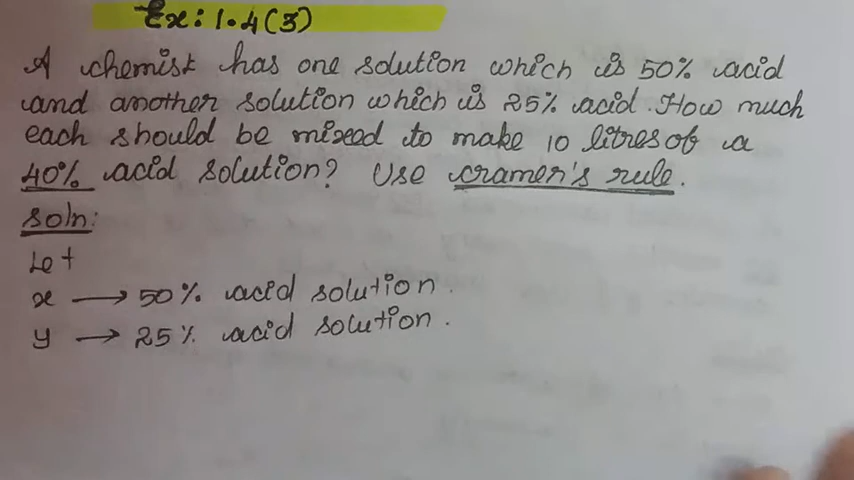 Ex: 1.4(3)
A chemist has one solution which is 50% acid
and another solution which is 25% acid. How much
each should be mixed to make 10 litres of a
40% acid solution? Use cramer's rule.
soln:
Let
x → 50% acid solution.
y → 25% acid solution.